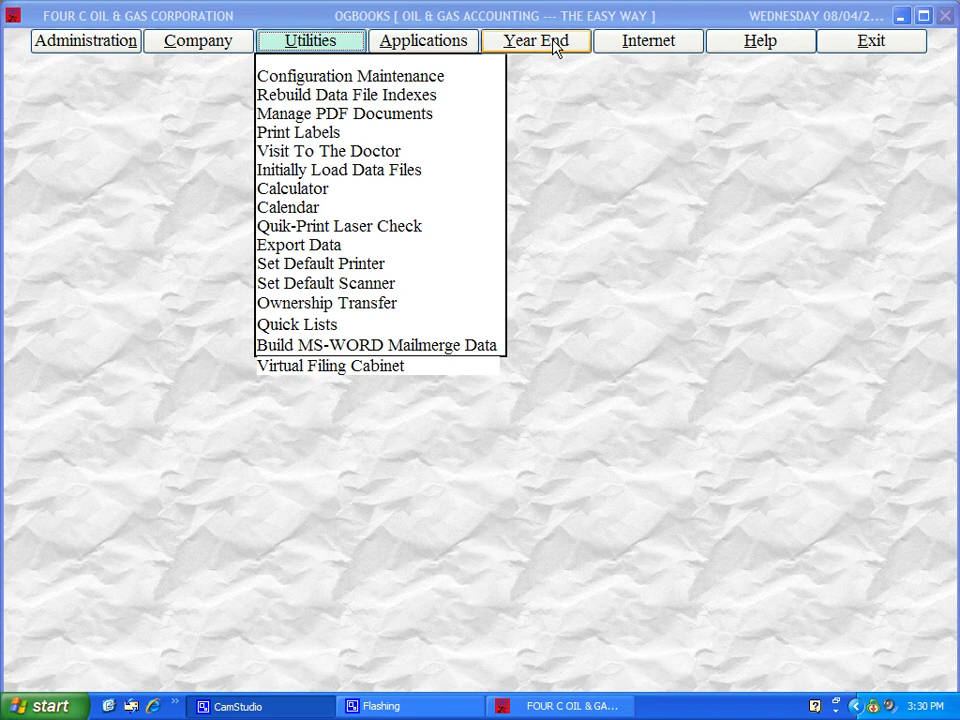 FOUR C OIL & GAS CORPORATION OGBOOKS [ OIL & GAS ACCOUNTING --- THE EASY WAY ] WEDNESDAY 08/04/2...
Administration Company Utilities Applications Year End Internet Help Exit
Configuration Maintenance
Rebuild Data File Indexes
Manage PDF Documents
Print Labels
Visit To The Doctor
Initially Load Data Files
Calculator
Calendar
Quik-Print Laser Check
Export Data
Set Default Printer
Set Default Scanner
Ownership Transfer
Quick Lists
Build MS-WORD Mailmerge Data
Virtual Filing Cabinet
start CamStudio Flashing FOUR C OIL & GA... 3:30 PM